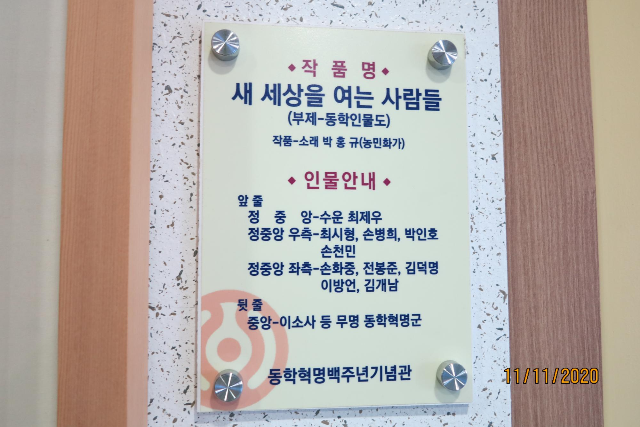 ◆작 품 명◆
새 세상을 여는 사람들
(부제-동학인물도)
작품-소래 박 홍 규(농민화가)
◆ 인물안내 ◆
앞 줄
정 중 앙-수운 최제우
정중앙 우측-최시형, 손병희, 박인호
손천민
정중앙 좌측-손화중, 전봉준, 김덕명
이방언, 김개남
뒷 줄
중앙-이소사 등 무명 동학혁명군
동학혁명백주년기념관
11/11/2020